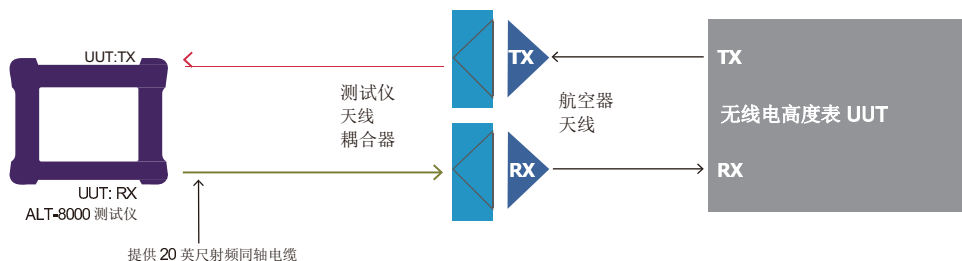 UUT:TX
UUT: RX
ALT-8000 测试仪
提供 20 英尺射频同轴电缆
测试仪
天线
耦合器
TX
RX
航空器
天线
TX
无线电高度表 UUT
RX